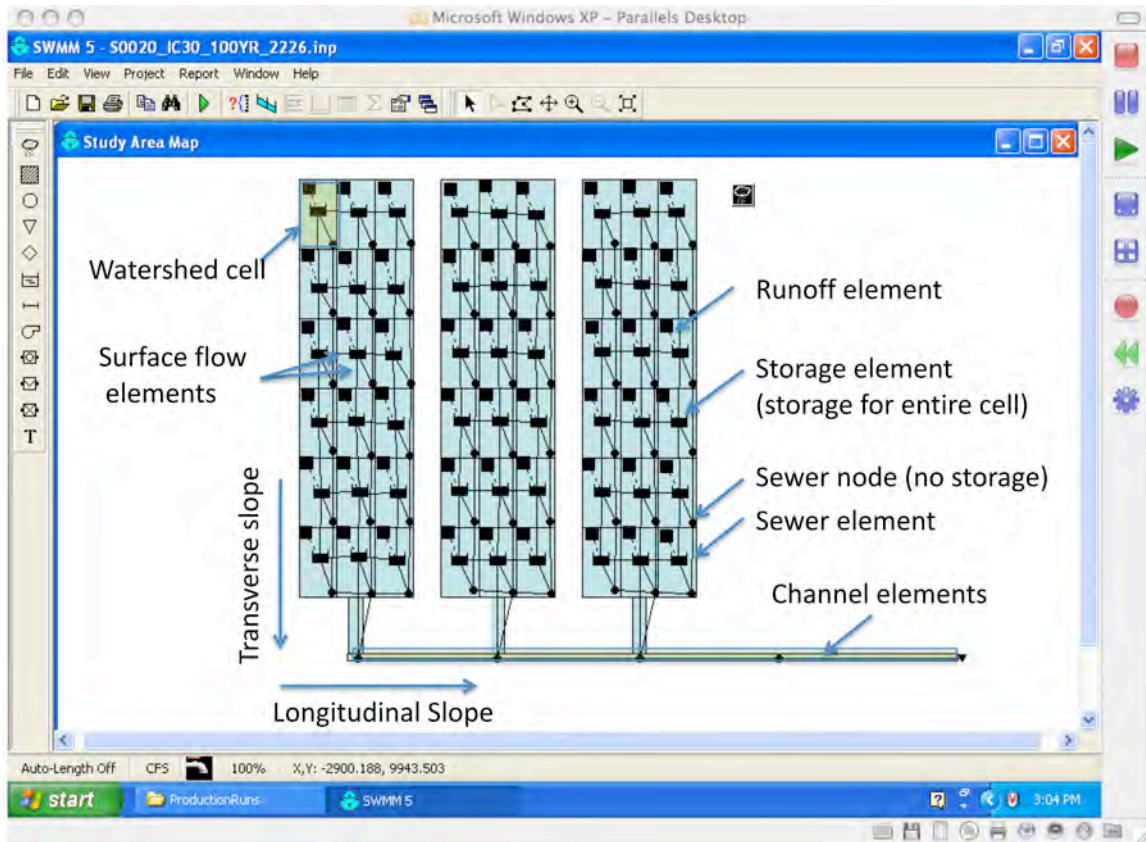 Microsoft Windows XP – Parallels Desktop
SWMM 5 - S0020_IC30_100YR_2226.inp
File Edit View Project Report Window Help
Study Area Map
Watershed cell
Surface flow
elements
Runoff element
Storage element
(storage for entire cell)
Sewer node (no storage)
Sewer element
Channel elements
Transverse slope
Longitudinal Slope
T
Auto-Length Off CFS 100% X,Y: -2900.188, 9943.503
start ProductionRuns SWMM 5 3:04 PM